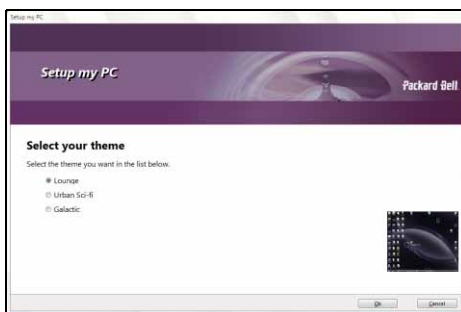 Setup my PC
Setup my PC
Packard Bell
Select your theme
Select the theme you want in the list below.
Lounge
Urban Sci-fi
Galactic
Ok
Cancel